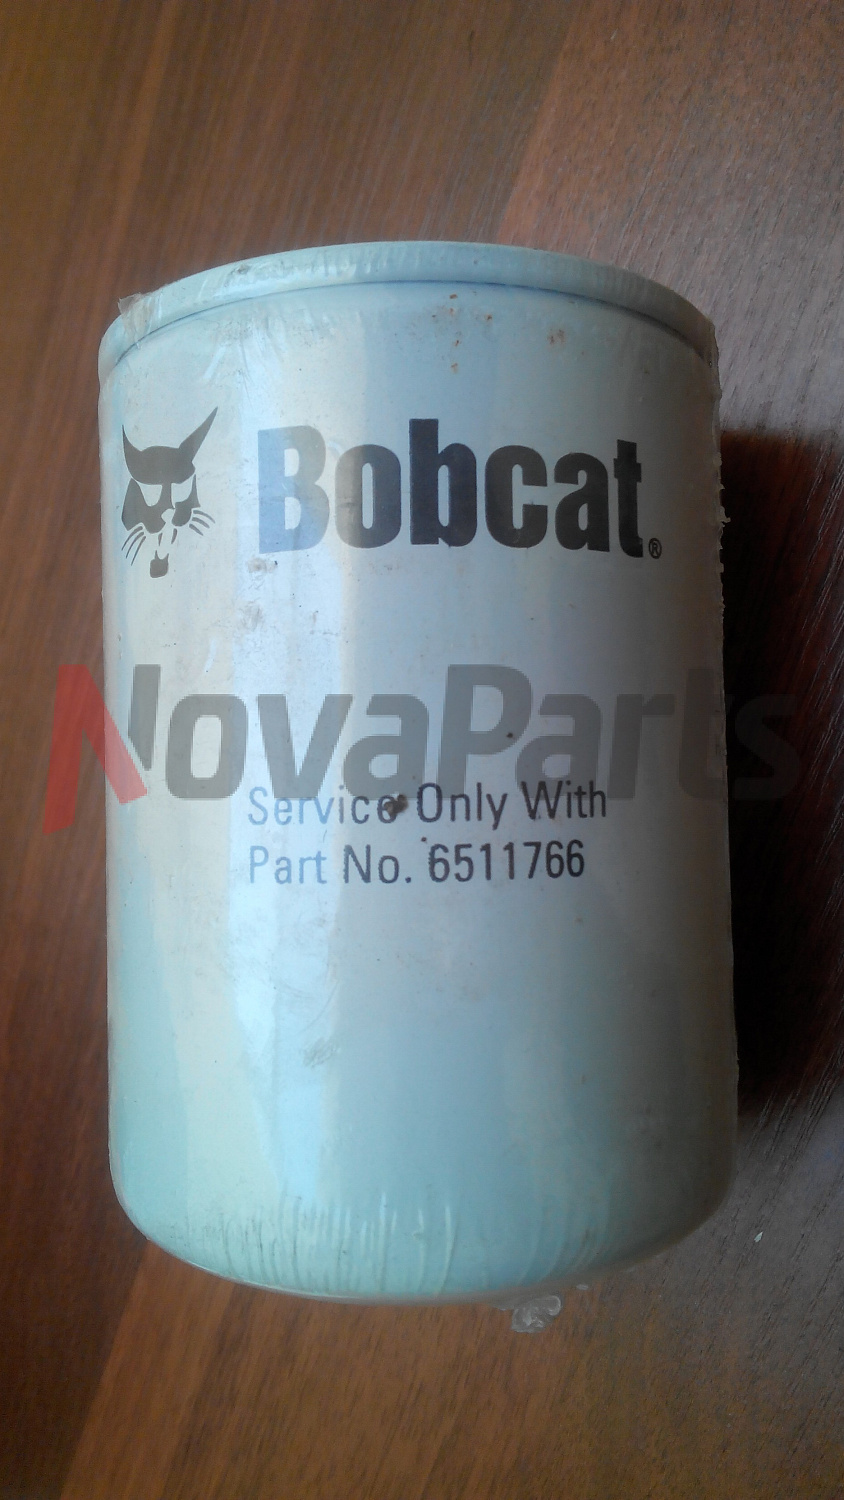 Bobcat®
NovaParts
Service Only With
Part No. 6511766